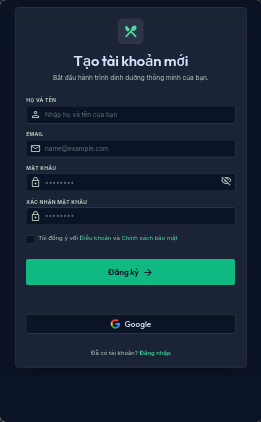 Tạo tài khoản mới
Bắt đầu hành trình dinh dưỡng thông minh của bạn.
HỌ VÀ TÊN
Nhập họ và tên của bạn
EMAIL
name@example.com
MẬT KHẨU
XÁC NHẬN MẬT KHẨU
Tôi đồng ý với Điều khoản và Chính sách bảo mật
Đăng ký →
Google
Đã có tài khoản? Đăng nhập